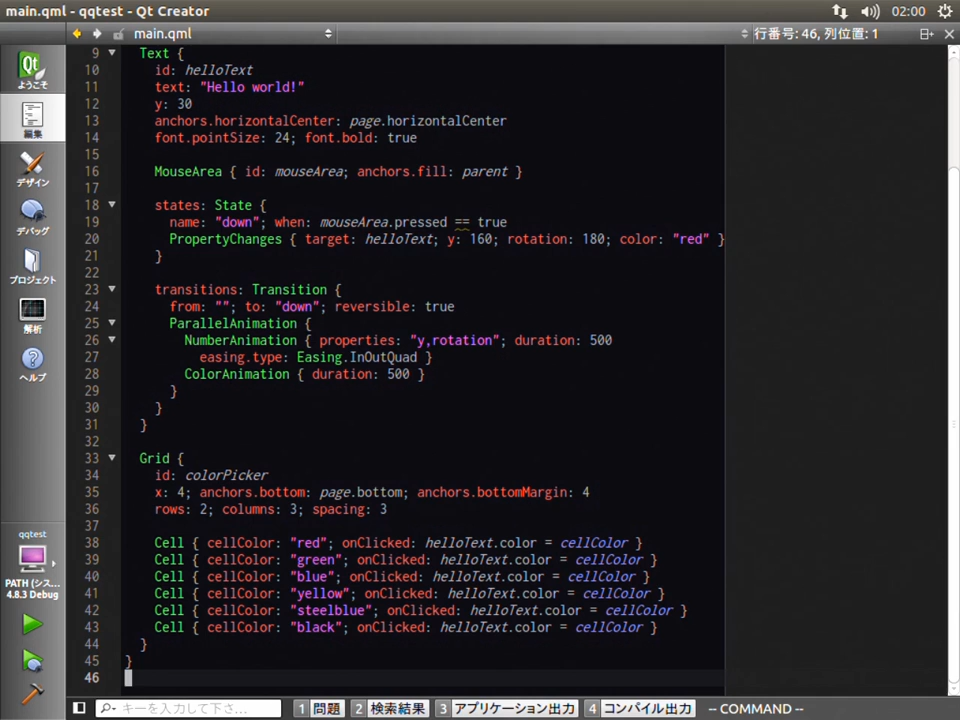 main.qml - qqtest - Qt Creator
02:00
main.qml
行番号: 46, 列位置: 1
ようこそ
編集
デザイン
デバッグ
プロジェクト
解析
ヘルプ
qqtest
PATH (シス...
4.8.3 Debug
9 Text {
10 id: helloText
11 text: "Hello world!"
12 y: 30
13 anchors.horizontalCenter: page.horizontalCenter
14 font.pointSize: 24; font.bold: true
15
16 MouseArea { id: mouseArea; anchors.fill: parent }
17
18 states: State {
19 name: "down"; when: mouseArea.pressed == true
20 PropertyChanges { target: helloText; y: 160; rotation: 180; color: "red" }
21 }
22
23 transitions: Transition {
24 from: ""; to: "down"; reversible: true
25 ParallelAnimation {
26 NumberAnimation { properties: "y,rotation"; duration: 500
27 easing.type: Easing.InOutQuad }
28 ColorAnimation { duration: 500 }
29 }
30 }
31 }
32
33 Grid {
34 id: colorPicker
35 x: 4; anchors.bottom: page.bottom; anchors.bottomMargin: 4
36 rows: 2; columns: 3; spacing: 3
37
38 Cell { cellColor: "red"; onClicked: helloText.color = cellColor }
39 Cell { cellColor: "green"; onClicked: helloText.color = cellColor }
40 Cell { cellColor: "blue"; onClicked: helloText.color = cellColor }
41 Cell { cellColor: "yellow"; onClicked: helloText.color = cellColor }
42 Cell { cellColor: "steelblue"; onClicked: helloText.color = cellColor }
43 Cell { cellColor: "black"; onClicked: helloText.color = cellColor }
44 }
45 }
46
キーを入力して下さ...
1 問題 2 検索結果 3 アプリケーション出力 4 コンパイル出力 -- COMMAND --